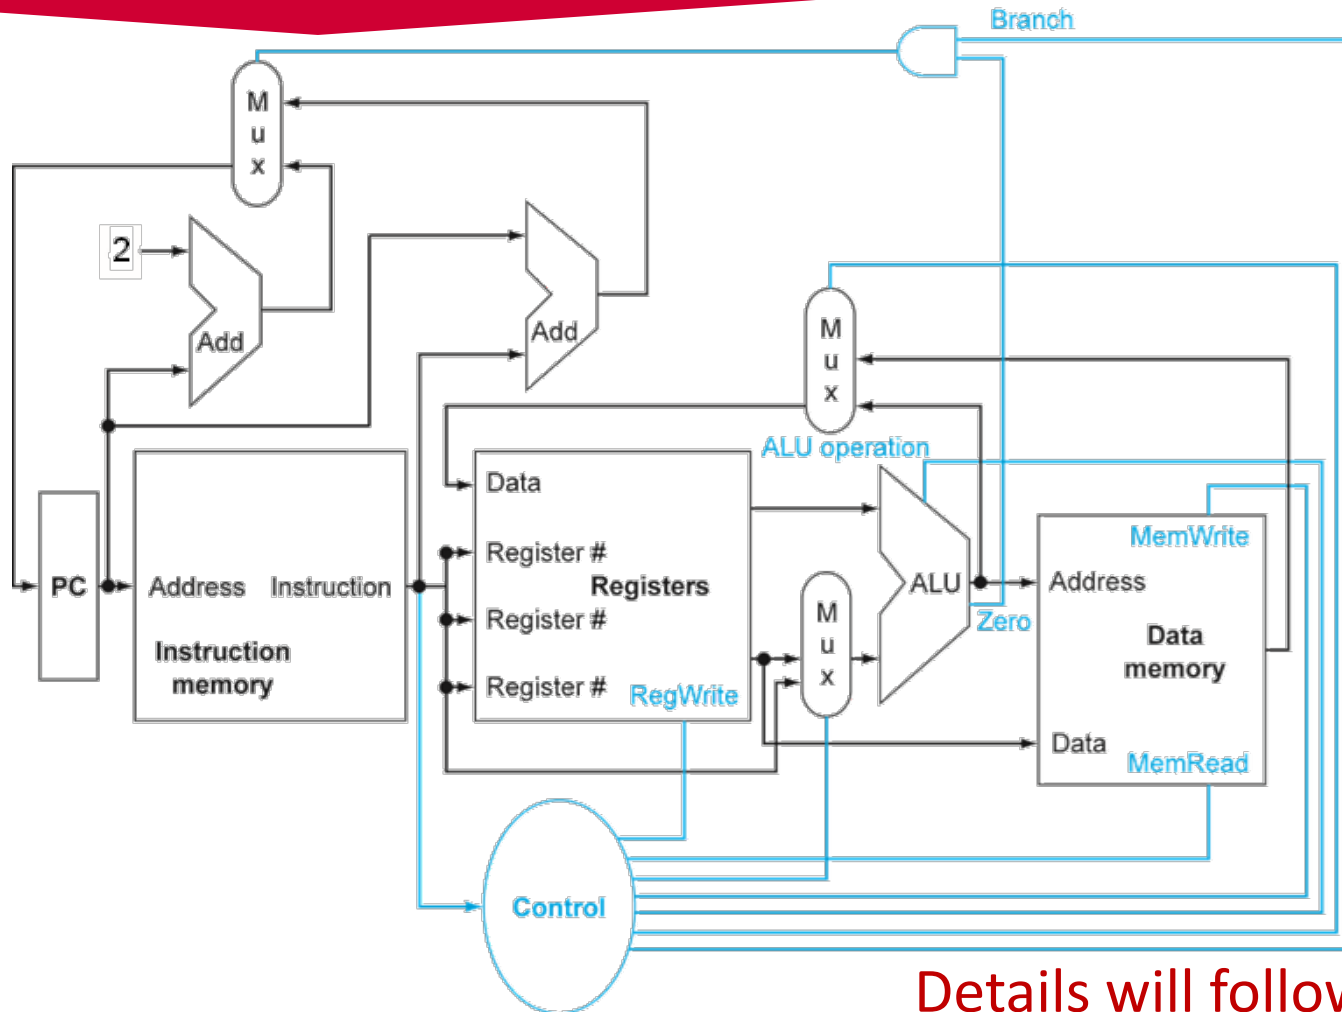 Branch
M
u
x
2
Add
Add
M
u
x
ALU operation
Data
Register #
Registers
Register #
Register #
RegWrite
PC
Address Instruction
Instruction
memory
M
u
x
ALU
Zero
MemWrite
Address
Data
memory
Data
MemRead
Control
Details will follow